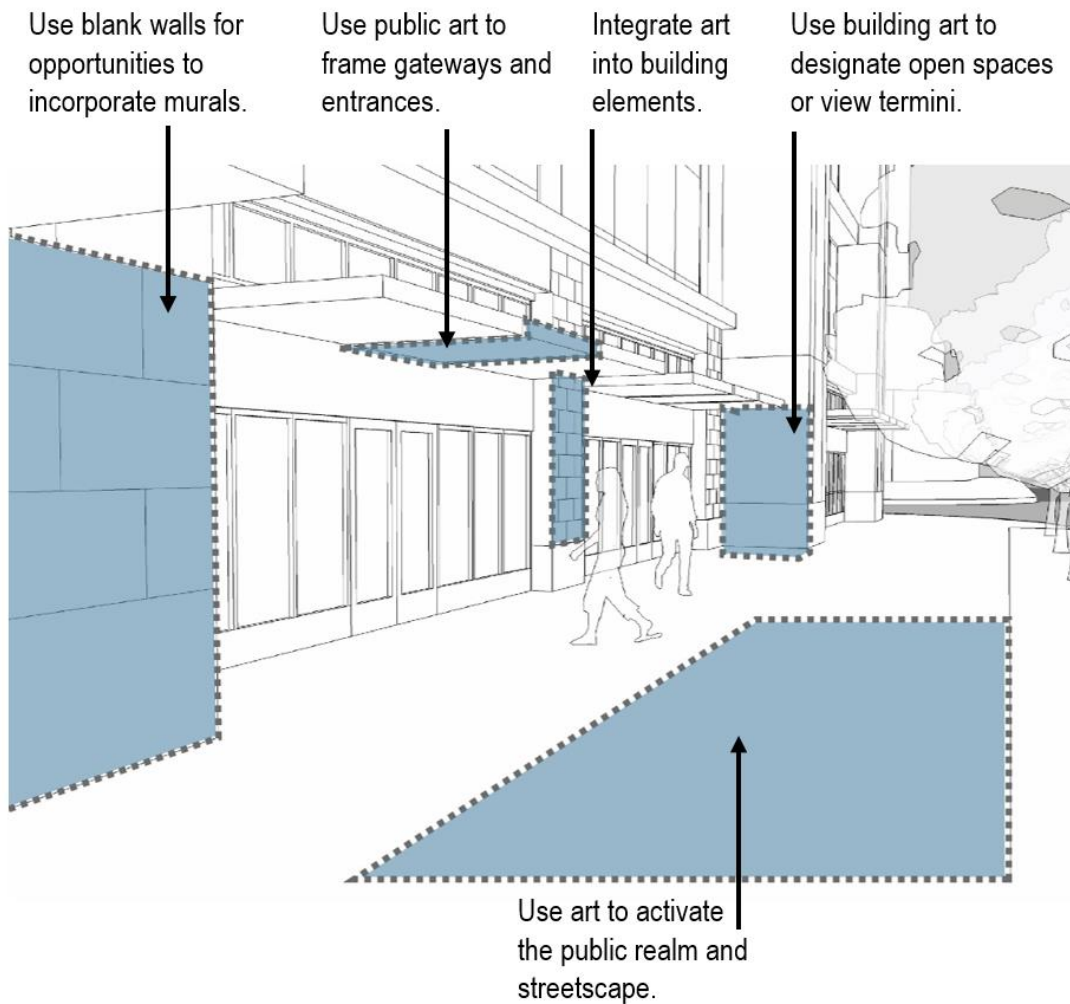 Use blank walls for
opportunities to
incorporate murals.
Use public art to
frame gateways and
entrances.
Integrate art
into building
elements.
Use building art to
designate open spaces
or view termini.
Use art to activate
the public realm and
streetscape.